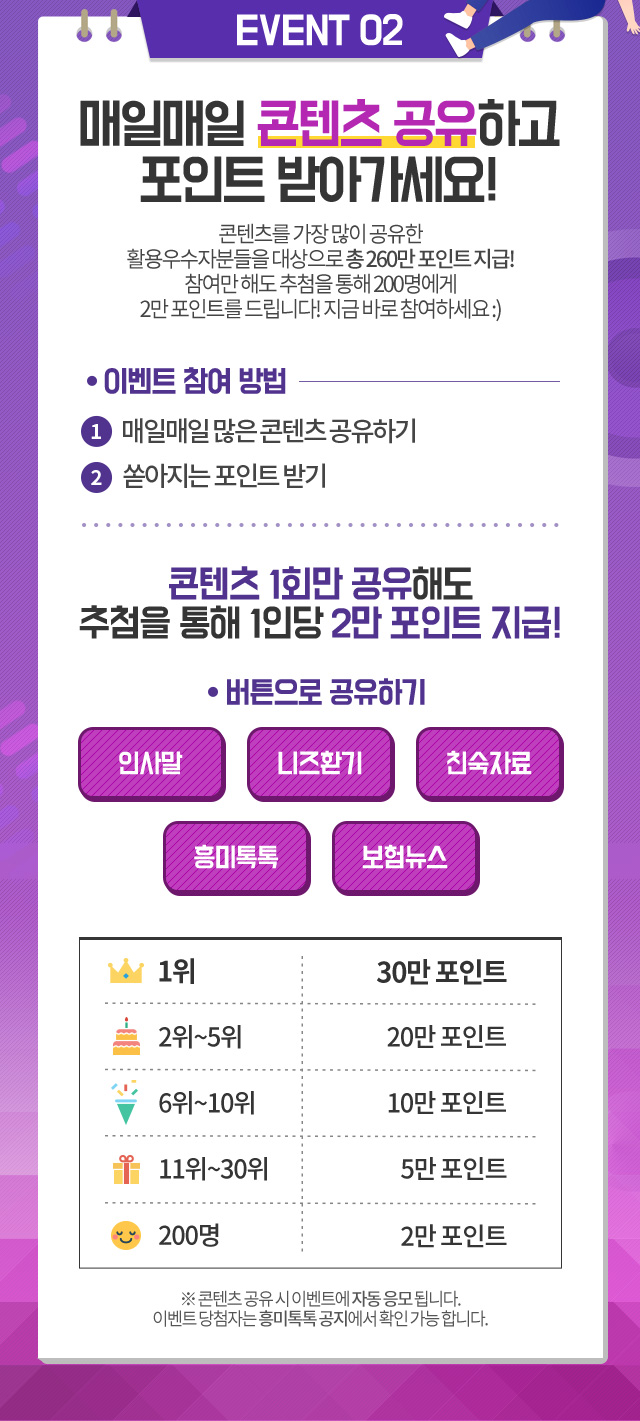 EVENT 02
매일매일 콘텐츠 공유하고
포인트 받아가세요!
콘텐츠를 가장 많이 공유한
활용우수자분들을 대상으로 총 260만 포인트 지급!
참여만 해도 추첨을 통해 200명에게
2만 포인트를 드립니다! 지금 바로 참여하세요 :)
• 이벤트 참여 방법
1 매일매일 많은 콘텐츠 공유하기
2 쏟아지는 포인트 받기
콘텐츠 1회만 공유해도
추첨을 통해 1인당 2만 포인트 지급!
• 버튼으로 공유하기
인사말 니즈환기 친숙자료
흥미톡톡 보험뉴스
1위 30만 포인트
2위~5위 20만 포인트
6위~10위 10만 포인트
11위~30위 5만 포인트
200명 2만 포인트
※ 콘텐츠 공유 시 이벤트에 자동 응모 됩니다.
이벤트 당첨자는 흥미톡톡 공지에서 확인 가능 합니다.